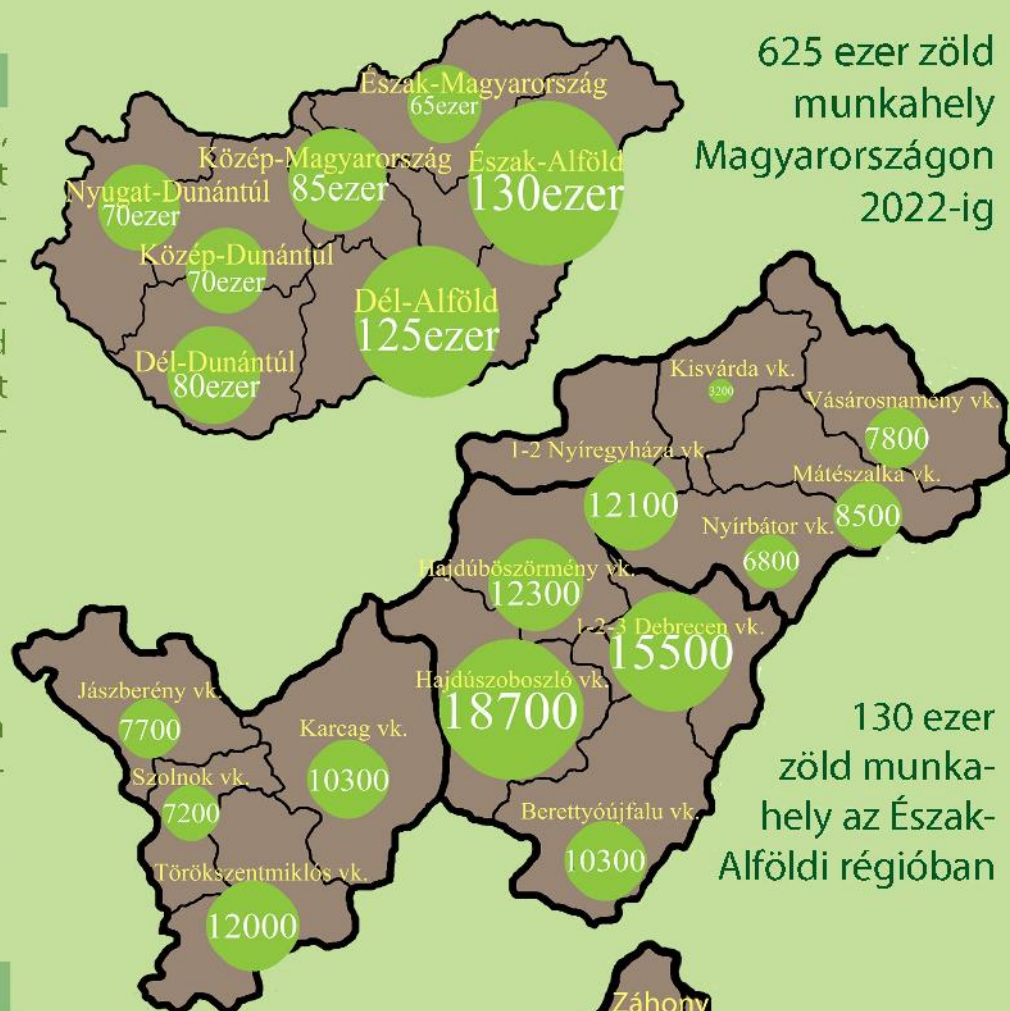 625 ezer zöld
munkahely
Magyarországon
2022-ig
Észak-Magyarország
65ezer
Közép-Magyarország
85ezer
Észak-Alföld
130ezer
Nyugat-Dunántúl
70ezer
Közép-Dunántúl
70ezer
Dél-Alföld
125ezer
Dél-Dunántúl
80ezer
Kisvárda vk.
3200
Vásárosnamény vk.
7800
1-2 Nyíregyháza vk.
12100
Mátészalka vk.
8500
Nyírbátor vk.
6800
Hajdúböszörmény vk.
12300
1-2-3 Debrecen vk.
15500
Hajdúszoboszló vk.
18700
Jászberény vk.
7700
Karcag vk.
10300
Szolnok vk.
7200
Berettyóújfalu vk.
10300
Törökszentmiklós vk.
12000
130 ezer
zöld munka-
hely az Észak-
Alföldi régióban
Záhony